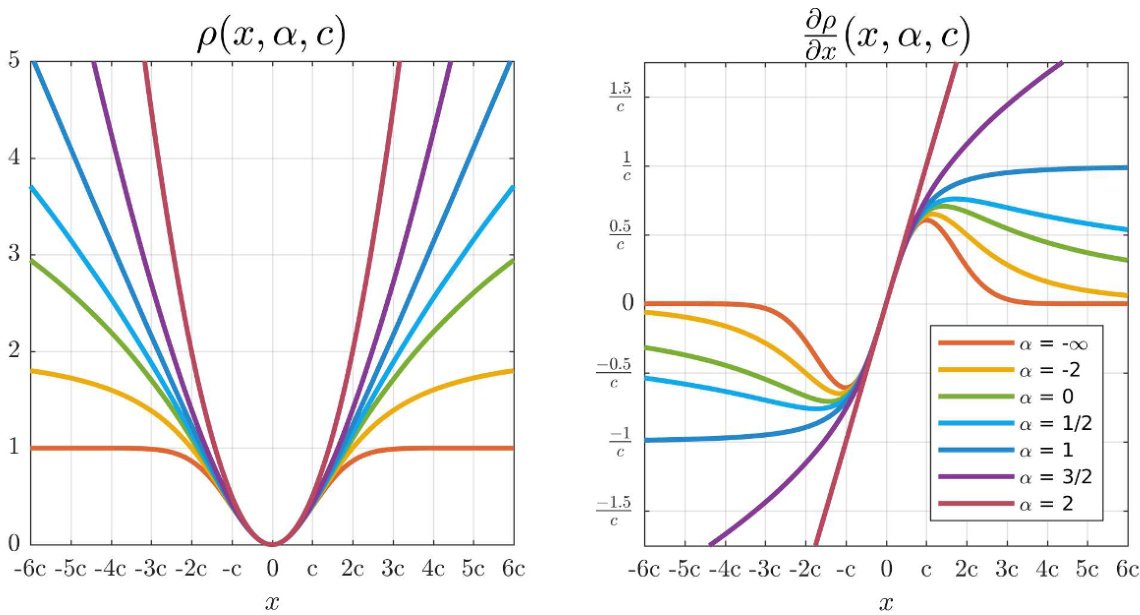 ρ(x, α, c)
5
4
3
2
1
0
-6c -5c -4c -3c -2c -c 0 c 2c 3c 4c 5c 6c
x
∂ρ/∂x (x, α, c)
1.5/c
1/c
0.5/c
0
-0.5/c
-1/c
-1.5/c
α = -∞
α = -2
α = 0
α = 1/2
α = 1
α = 3/2
α = 2
-6c -5c -4c -3c -2c -c 0 c 2c 3c 4c 5c 6c
x